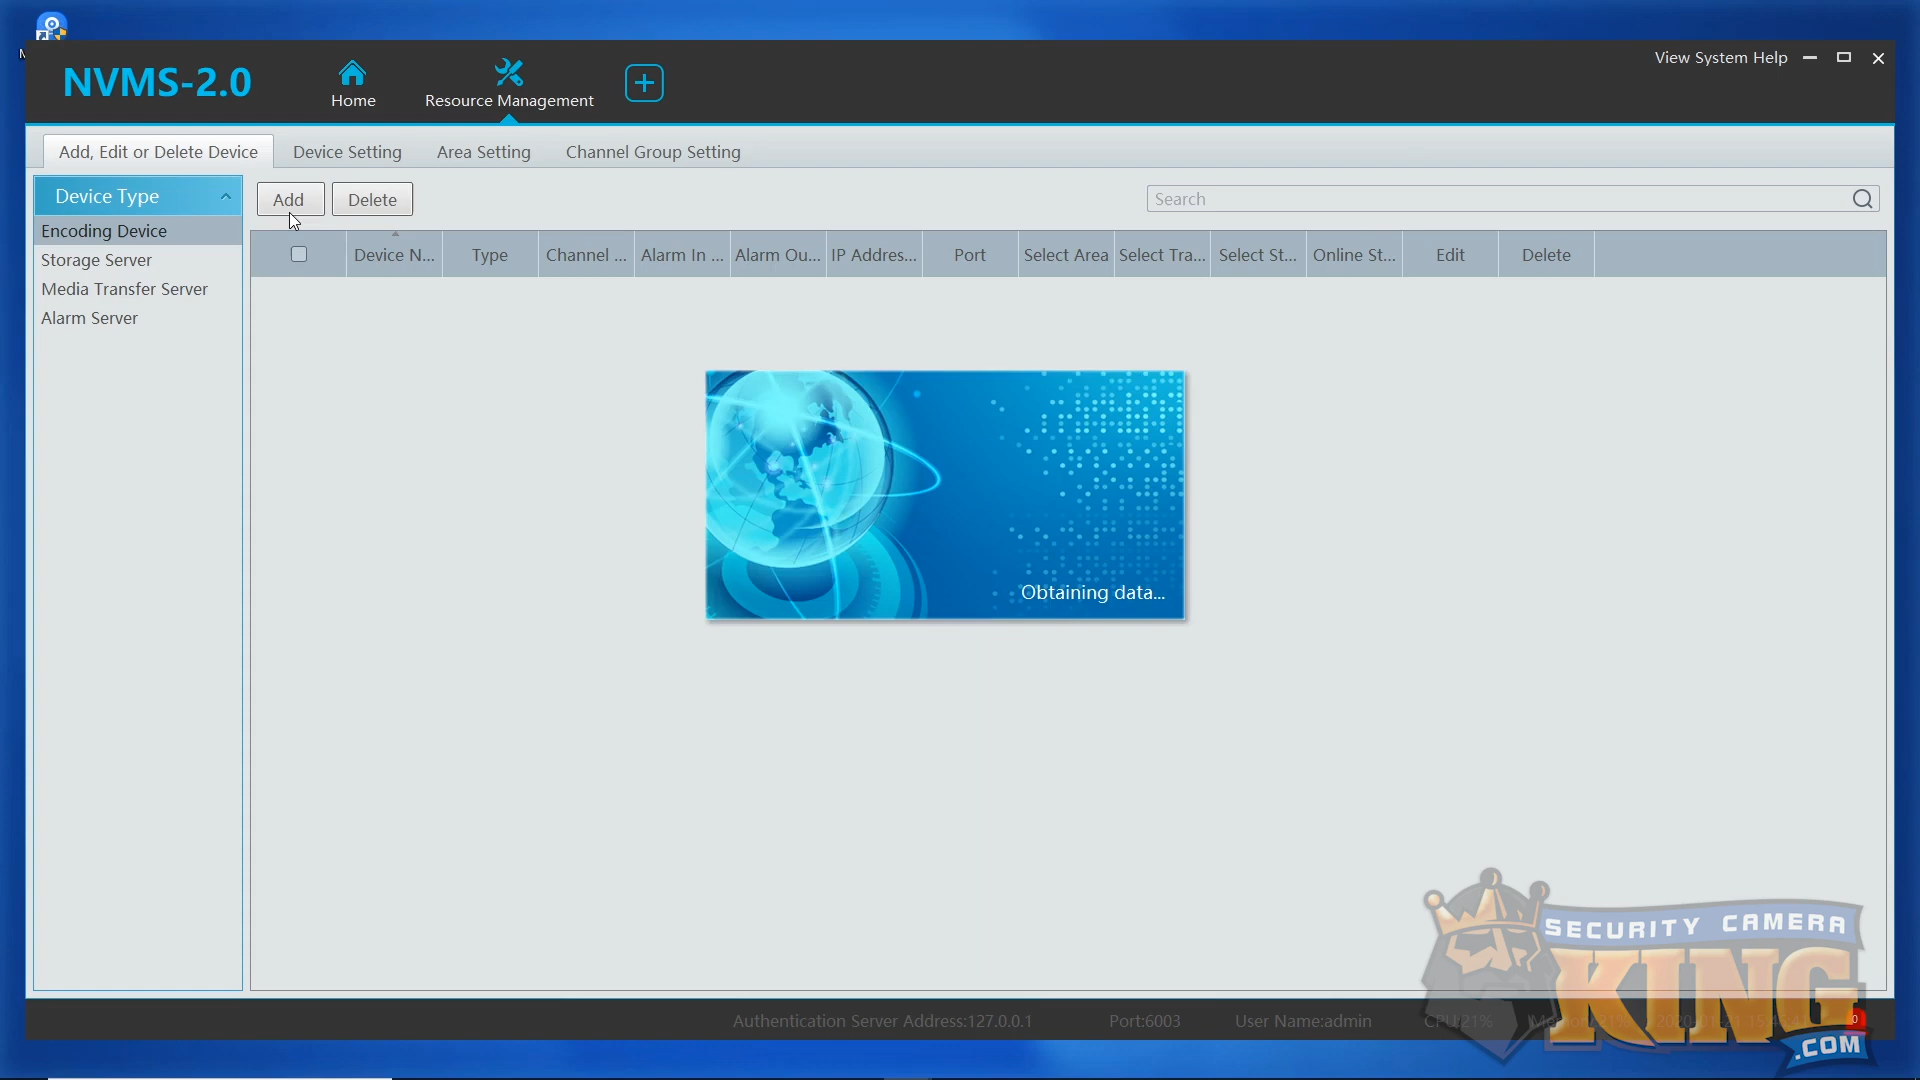 View System Help
NVMS-2.0
Home
Resource Management
Add, Edit or Delete Device
Device Setting
Area Setting
Channel Group Setting
Device Type
Add
Delete
Search
Encoding Device
Storage Server
Media Transfer Server
Alarm Server
Device N...
Type
Channel ...
Alarm In ...
Alarm Ou...
IP Addres...
Port
Select Area
Select Tra...
Select St...
Online St...
Edit
Delete
Obtaining data...
SECURITY CAMERA
KING
.COM
Authentication Server Address:127.0.0.1
Port:6003
User Name:admin
CPU:21%
0